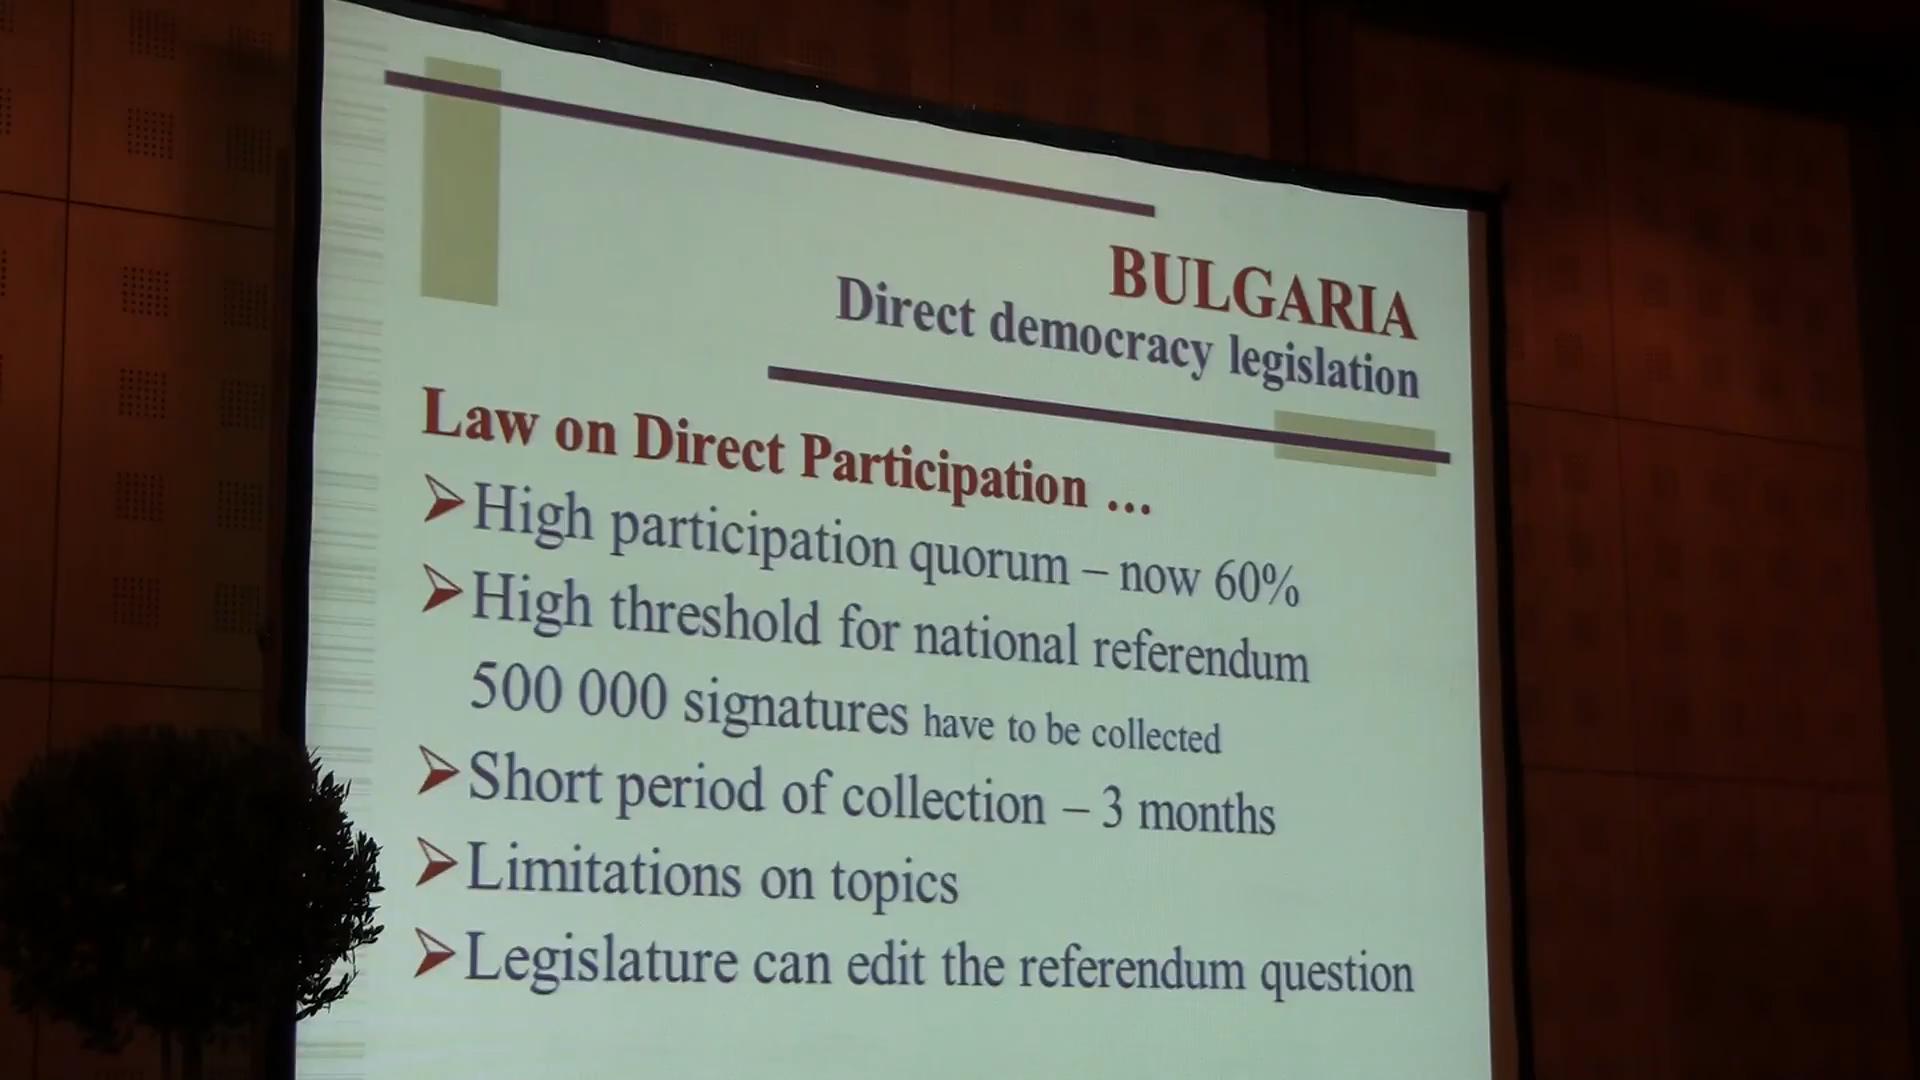 BULGARIA
Direct democracy legislation
Law on Direct Participation ...
High participation quorum – now 60%
High threshold for national referendum
500 000 signatures have to be collected
Short period of collection – 3 months
Limitations on topics
Legislature can edit the referendum question